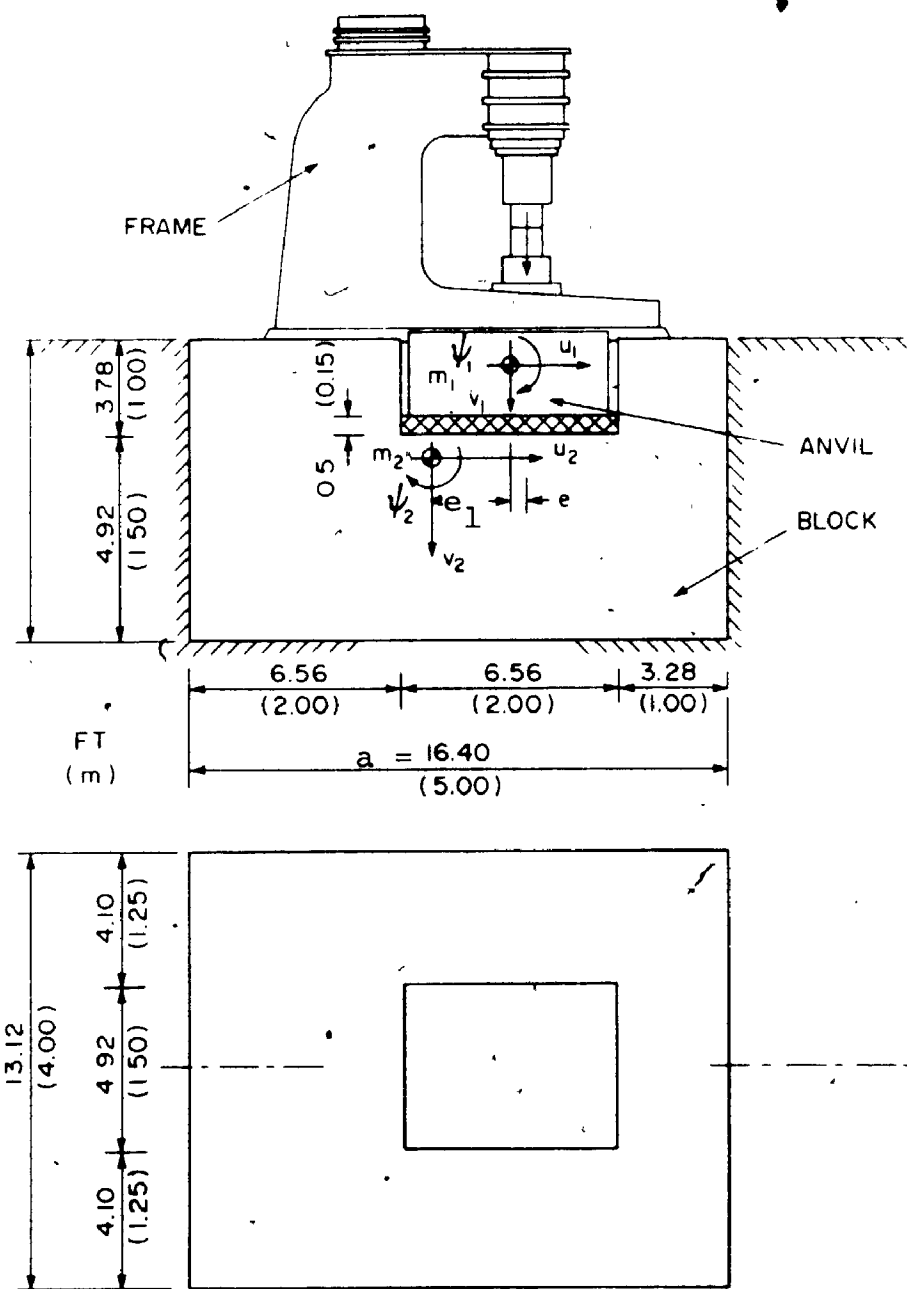 FRAME
ψ₁
u₁
m₁
v₁
3.78
(1 00)
(0.15)
0 5
ANVIL
m₂
u₂
ψ₂
e₁
e
v₂
BLOCK
4.92
(1 50)
6.56
(2.00)
6.56
(2.00)
3.28
(1.00)
FT
(m)
a = 16.40
(5.00)
4.10
(1.25)
13.12
(4.00)
4.92
(1 50)
4.10
(1.25)